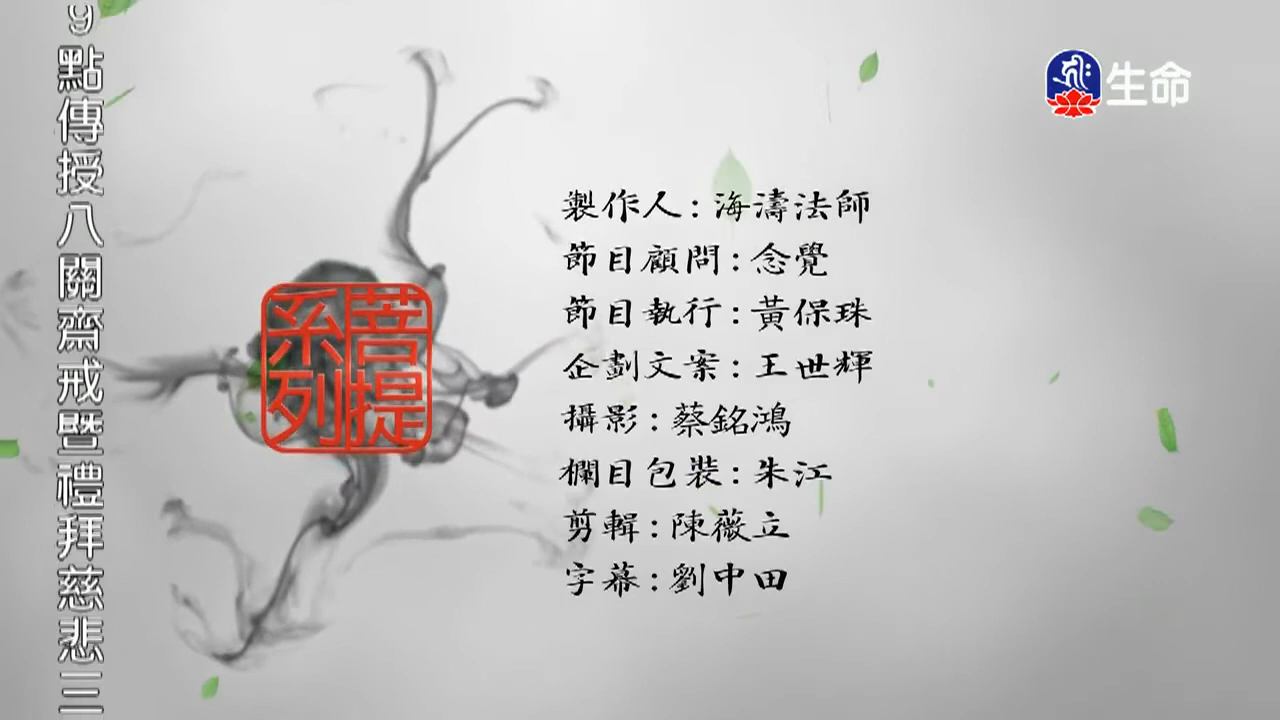 9點傳授八關齋戒暨禮拜慈悲三
生命
製作人：海濤法師
節目顧問：念覺
節目執行：黃保珠
企劃文案：王世輝
攝影：蔡銘鴻
欄目包裝：朱江
剪輯：陳薇立
字幕：劉中田
菩提
系列